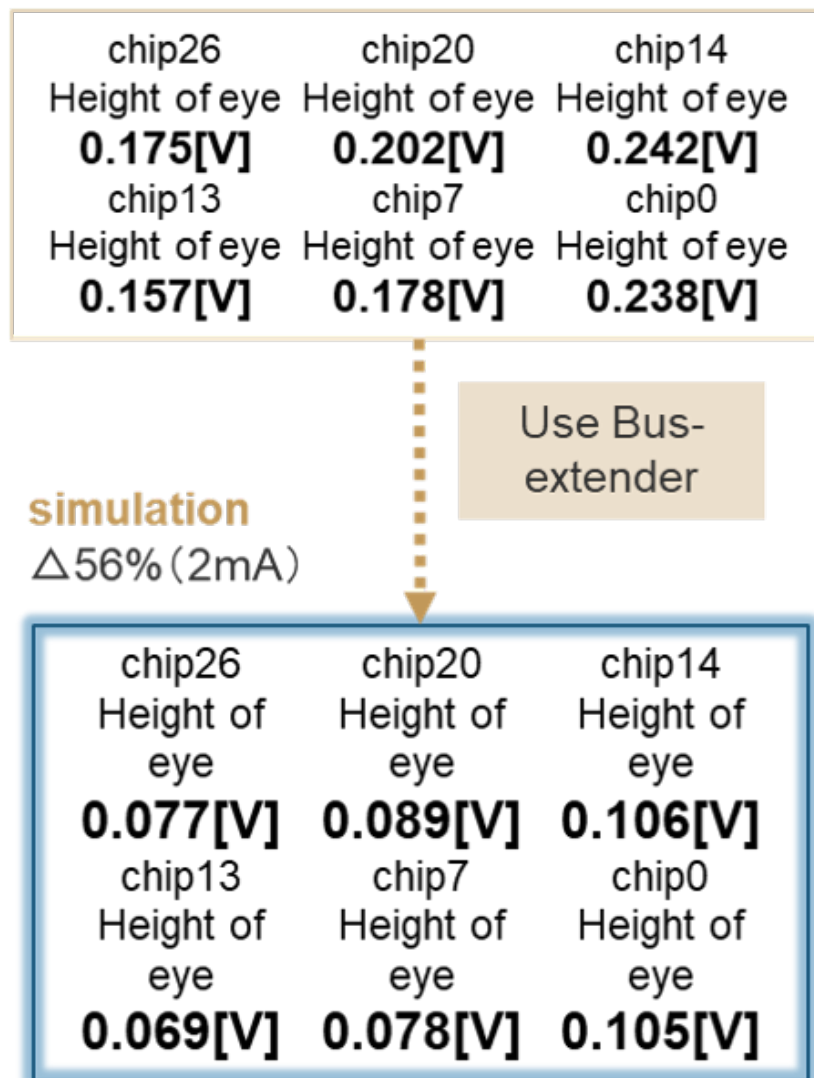 chip26 chip20 chip14
Height of eye Height of eye Height of eye
0.175[V] 0.202[V] 0.242[V]
chip13 chip7 chip0
Height of eye Height of eye Height of eye
0.157[V] 0.178[V] 0.238[V]
Use Bus-
extender
simulation
△56%（2mA）
chip26 chip20 chip14
Height of Height of Height of
eye eye eye
0.077[V] 0.089[V] 0.106[V]
chip13 chip7 chip0
Height of Height of Height of
eye eye eye
0.069[V] 0.078[V] 0.105[V]